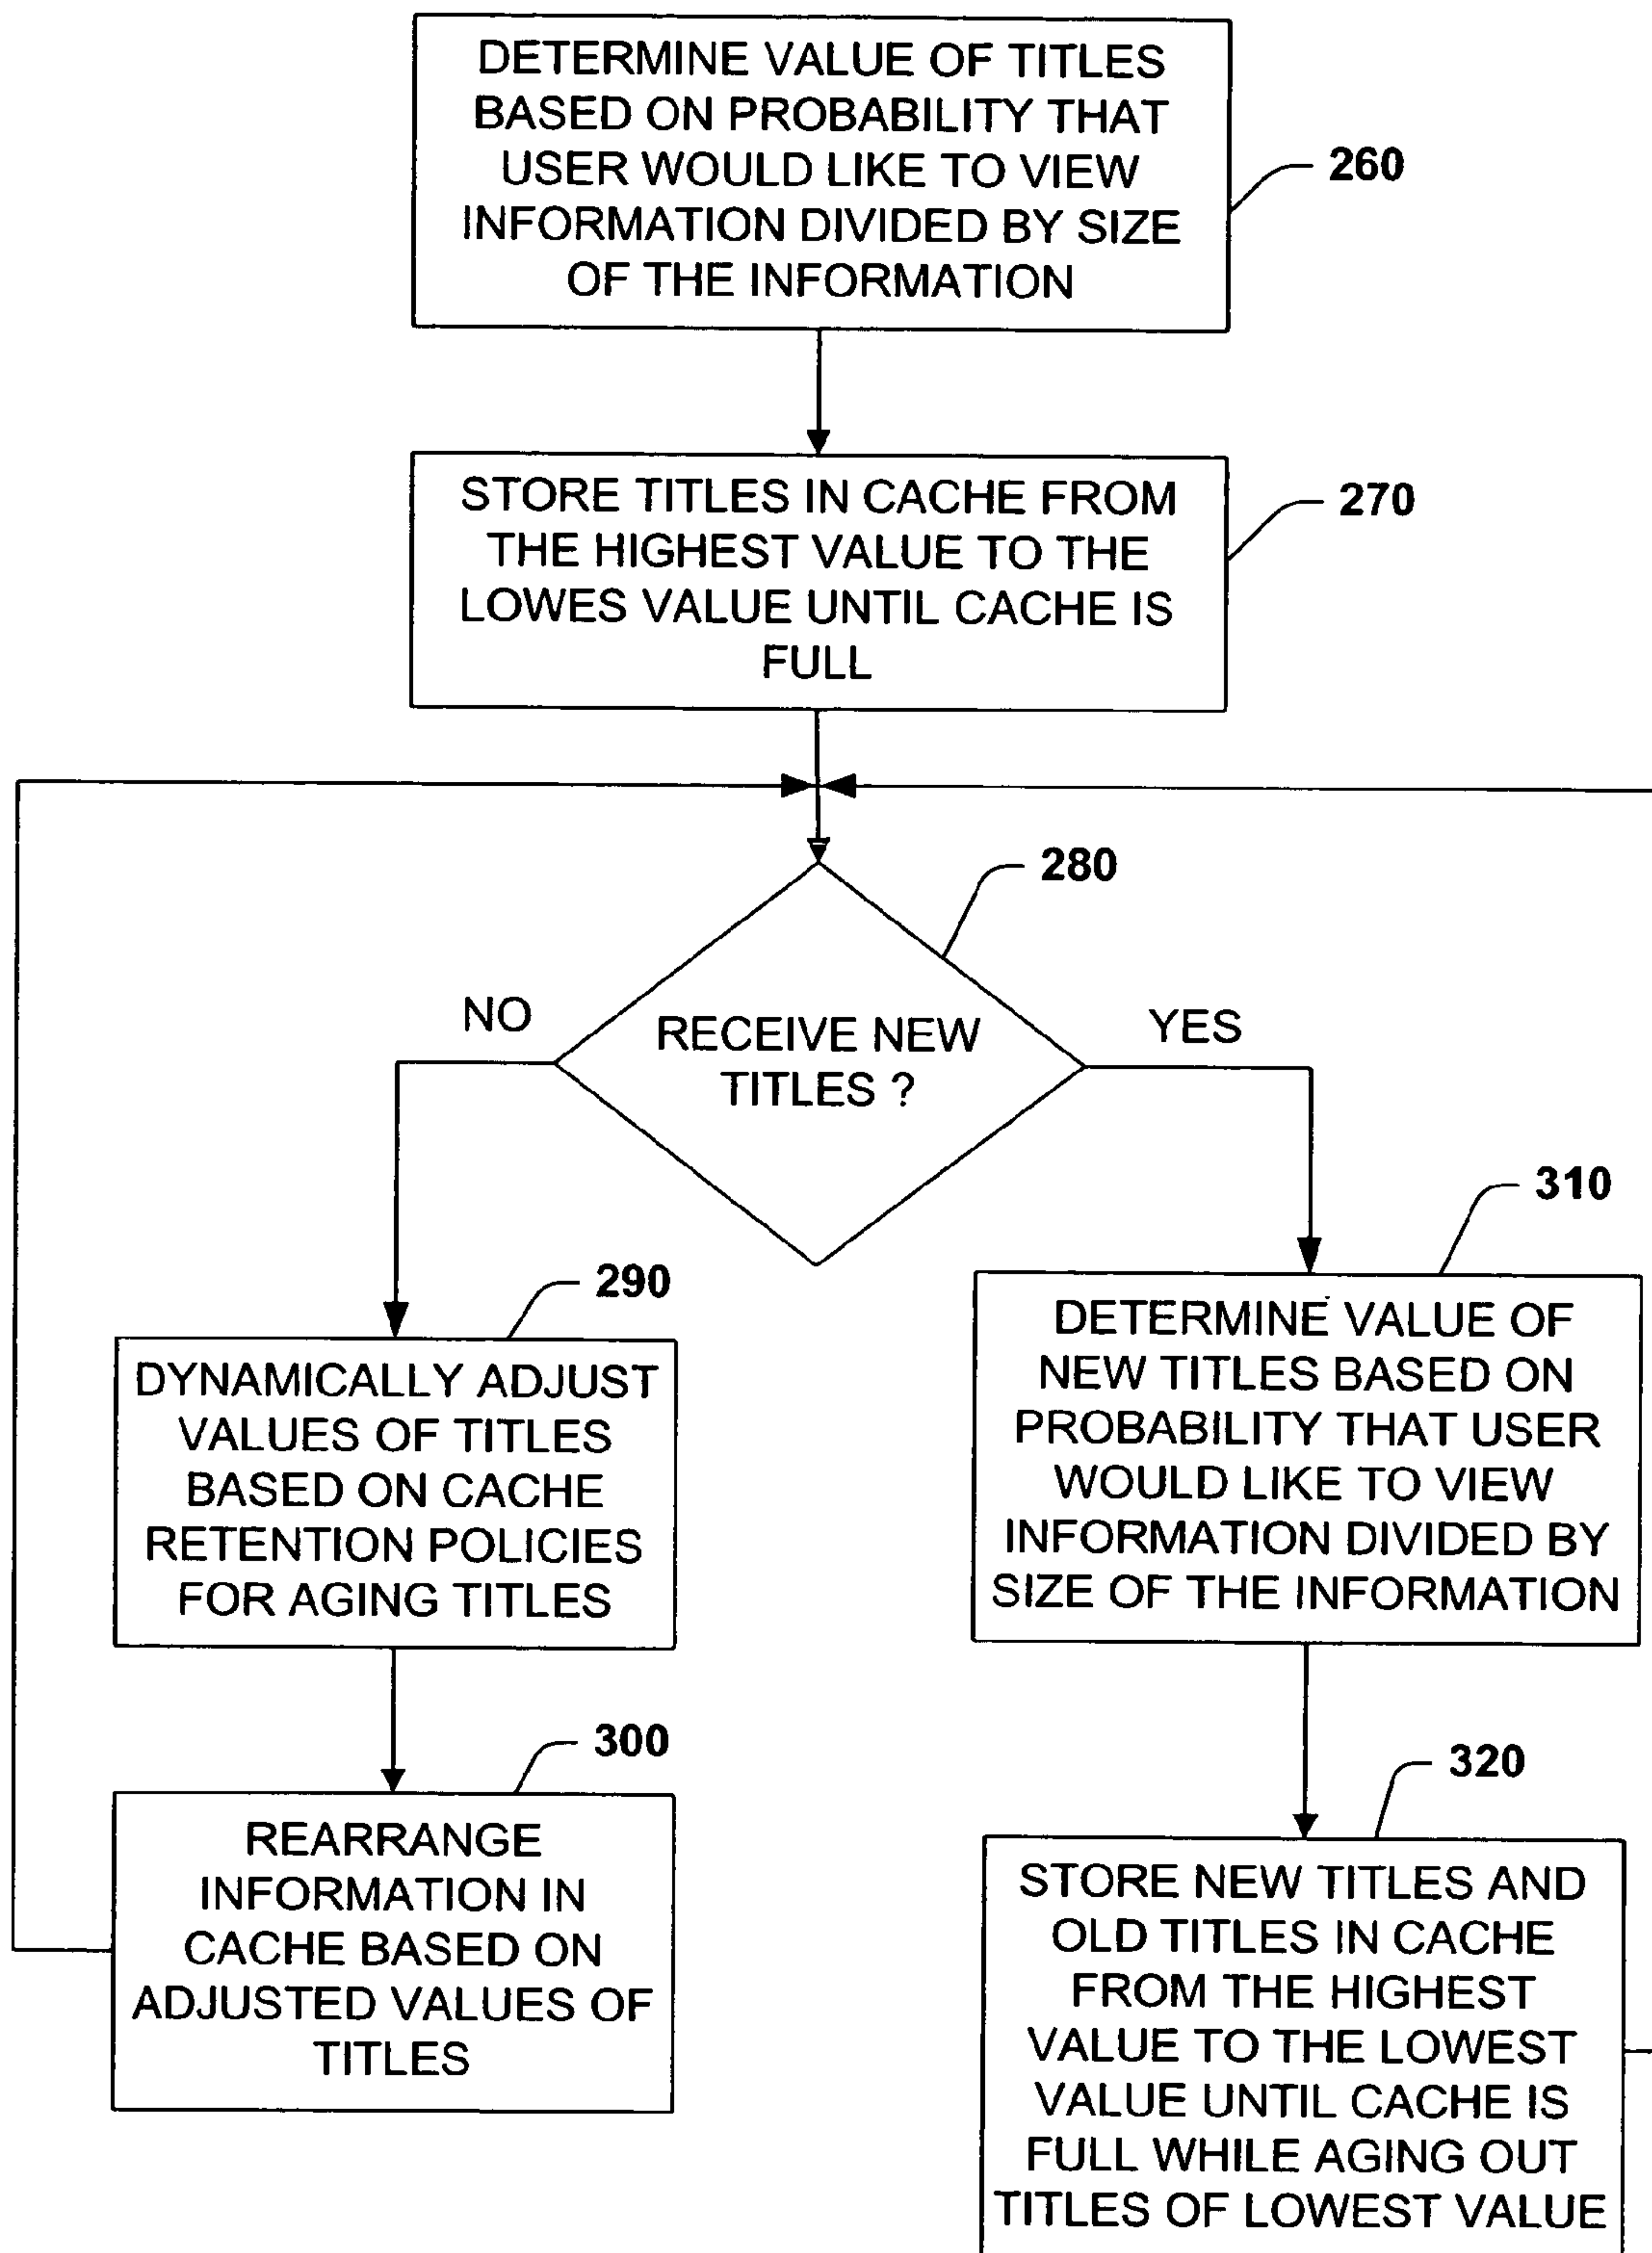 DETERMINE VALUE OF TITLES
BASED ON PROBABILITY THAT
USER WOULD LIKE TO VIEW
INFORMATION DIVIDED BY SIZE
OF THE INFORMATION
260
STORE TITLES IN CACHE FROM
THE HIGHEST VALUE TO THE
LOWES VALUE UNTIL CACHE IS
FULL
270
280
NO
RECEIVE NEW
TITLES ?
YES
290
DYNAMICALLY ADJUST
VALUES OF TITLES
BASED ON CACHE
RETENTION POLICIES
FOR AGING TITLES
310
DETERMINE VALUE OF
NEW TITLES BASED ON
PROBABILITY THAT USER
WOULD LIKE TO VIEW
INFORMATION DIVIDED BY
SIZE OF THE INFORMATION
300
REARRANGE
INFORMATION IN
CACHE BASED ON
ADJUSTED VALUES OF
TITLES
320
STORE NEW TITLES AND
OLD TITLES IN CACHE
FROM THE HIGHEST
VALUE TO THE LOWEST
VALUE UNTIL CACHE IS
FULL WHILE AGING OUT
TITLES OF LOWEST VALUE